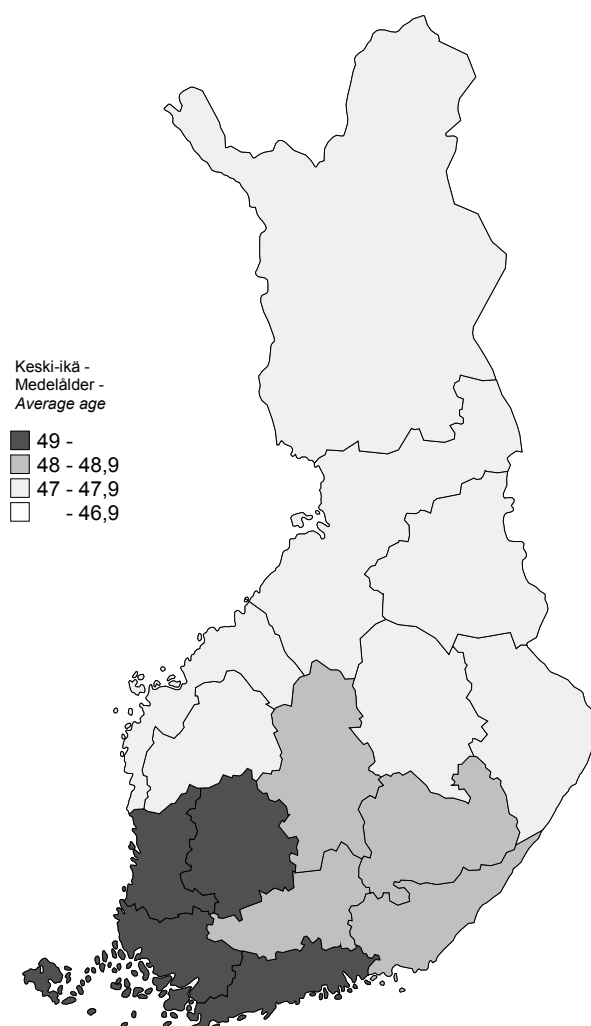 Keski-ikä -
Medelålder -
Average age
49 -
48 - 48,9
47 - 47,9
- 46,9